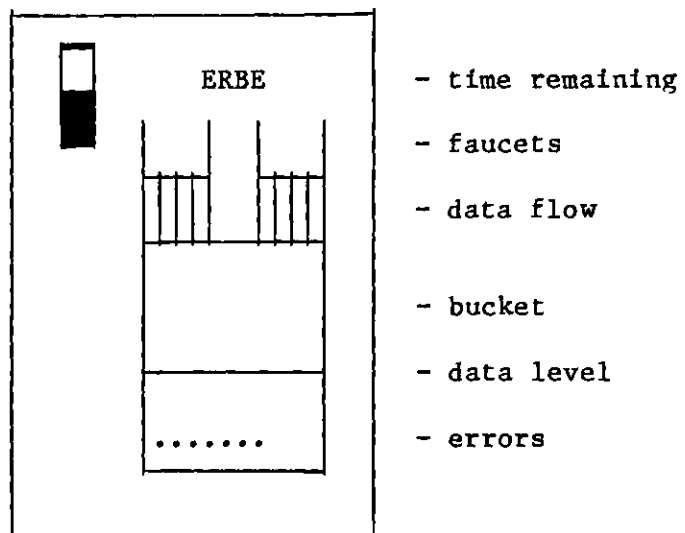 ERBE - time remaining
- faucets
- data flow
- bucket
- data level
- errors